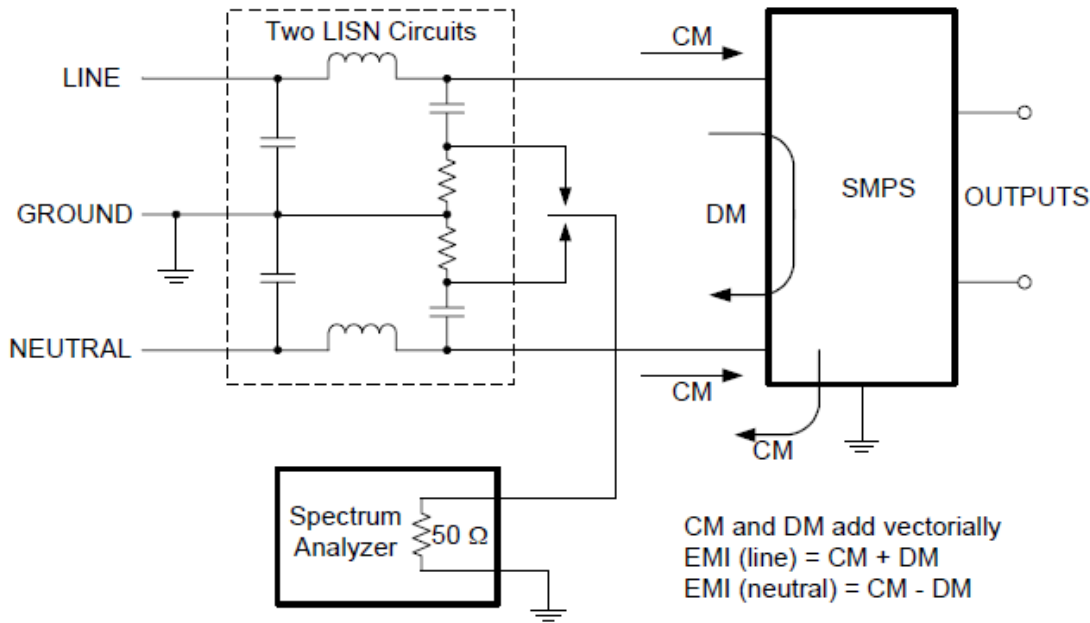 Two LISN Circuits
CM
LINE
SMPS
GROUND
DM
OUTPUTS
NEUTRAL
CM
CM
Spectrum
Analyzer
50 Ω
CM and DM add vectorially
EMI (line) = CM + DM
EMI (neutral) = CM - DM